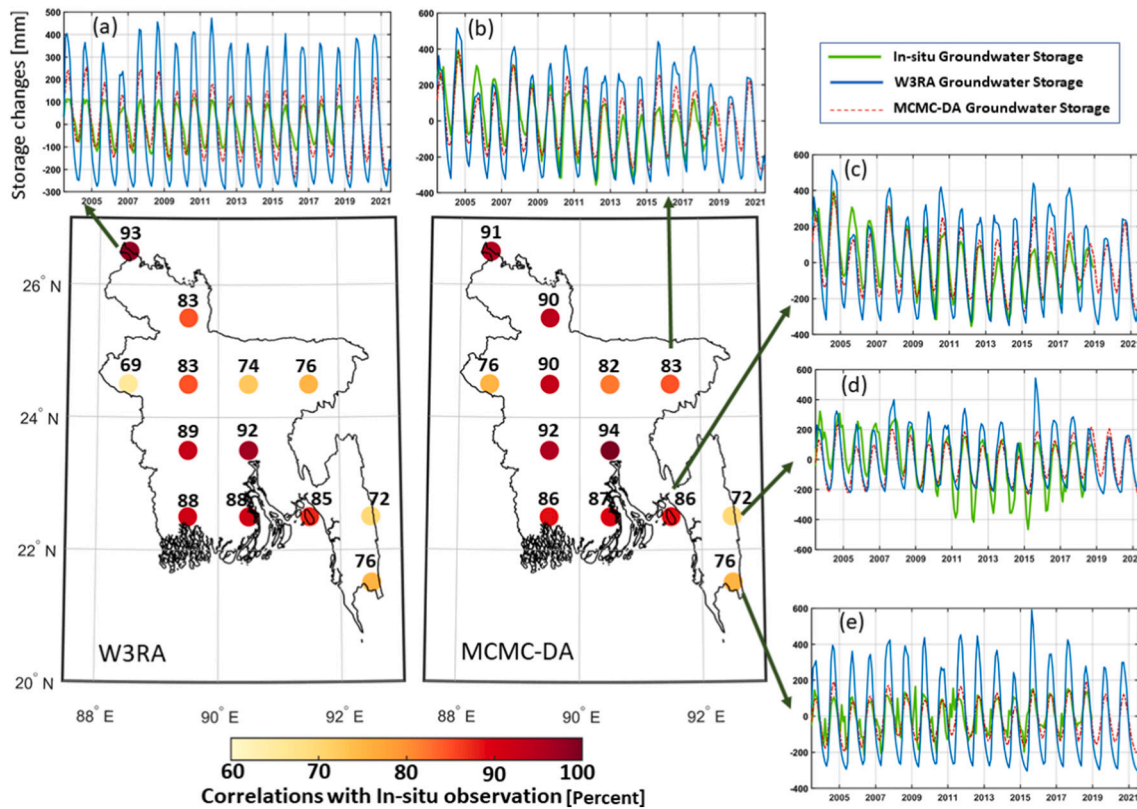 (a)
Storage changes [mm]
500
400
300
200
100
0
-100
-200
300
2005 2007 2009 2011 2013 2015 2017 2019 2021
(b)
600
400
200
0
-200
-400
2005 2007 2009 2011 2013 2015 2017 2019 2021
In-situ Groundwater Storage
W3RA Groundwater Storage
MCMC-DA Groundwater Storage
(c)
600
400
200
0
-200
-400
2005 2007 2009 2011 2013 2015 2017 2019 2021
(d)
600
400
200
0
-200
-400
-600
2005 2007 2009 2011 2013 2015 2017 2019 2021
(e)
600
400
200
0
-200
-400
2005 2007 2009 2011 2013 2015 2017 2019 2021
26° N
24° N
22° N
20° N
93
83
69 83 74 76
89 92
88 88 85 72
76
W3RA
88° E 90° E 92° E
91
90
76 90 82 83
92 94
86 87 86 72
76
MCMC-DA
88° E 90° E 92° E
60 70 80 90 100
Correlations with In-situ observation [Percent]